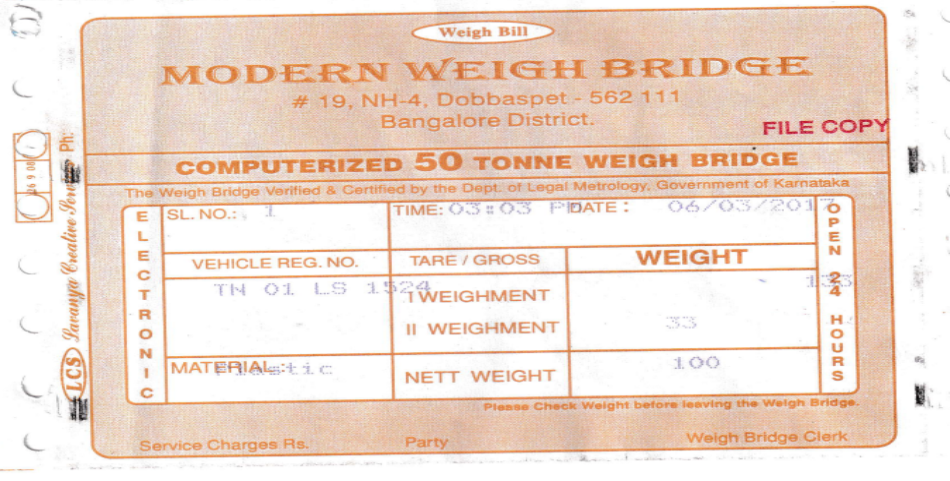 Weigh Bill
MODERN WEIGH BRIDGE
# 19, NH-4, Dobbaspet - 562 111
Bangalore District.
FILE COPY
COMPUTERIZED 50 TONNE WEIGH BRIDGE
The Weigh Bridge Verified & Certified by the Dept. of Legal Metrology, Government of Karnataka
SL. NO.: 1 TIME: 03:03 PM DATE: 06/03/2017
VEHICLE REG. NO. TARE / GROSS WEIGHT
TN 01 LS 1524 I WEIGHMENT 133
II WEIGHMENT 33
MATERIAL: Plastic NETT WEIGHT 100
ELECTRONIC
OPEN 24 HOURS
Please Check Weight before leaving the Weigh Bridge.
Service Charges Rs. Party Weigh Bridge Clerk
LCS Lavanya Creative Services Ph: